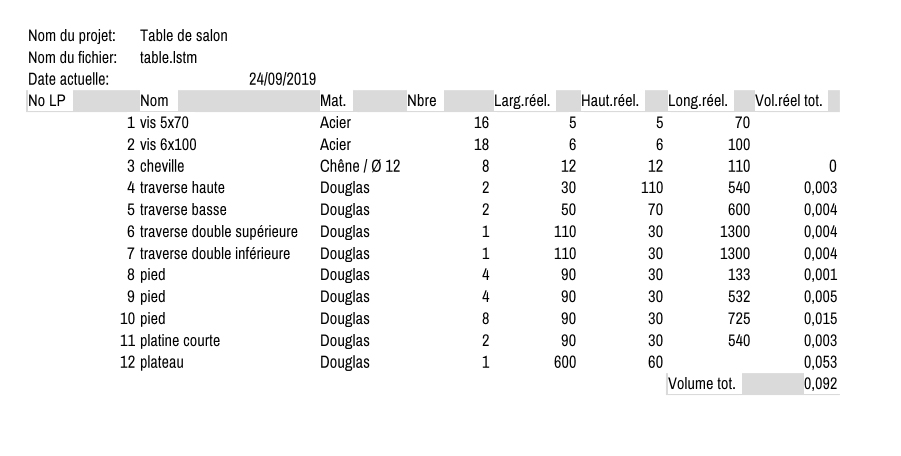 Nom du projet: Table de salon
Nom du fichier: table.lstm
Date actuelle: 24/09/2019
No LP Nom Mat. Nbre Larg.réel. Haut.réel. Long.réel. Vol.réel tot.
1 vis 5x70 Acier 16 5 5 70
2 vis 6x100 Acier 18 6 6 100
3 cheville Chêne / Ø 12 8 12 12 110 0
4 traverse haute Douglas 2 30 110 540 0,003
5 traverse basse Douglas 2 50 70 600 0,004
6 traverse double supérieure Douglas 1 110 30 1300 0,004
7 traverse double inférieure Douglas 1 110 30 1300 0,004
8 pied Douglas 4 90 30 133 0,001
9 pied Douglas 4 90 30 532 0,005
10 pied Douglas 8 90 30 725 0,015
11 platine courte Douglas 2 90 30 540 0,003
12 plateau Douglas 1 600 60 0,053
Volume tot. 0,092